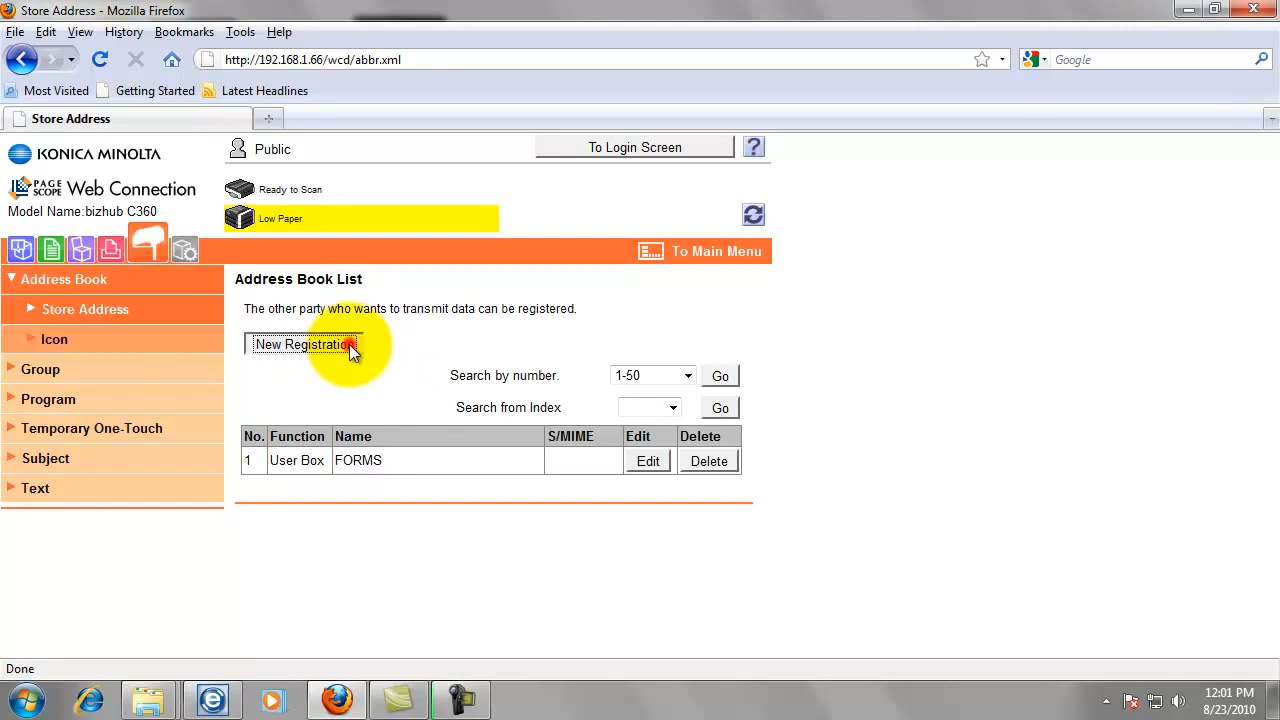 Store Address - Mozilla Firefox
File Edit View History Bookmarks Tools Help
http://192.168.1.66/wcd/abbr.xml
Google
Most Visited Getting Started Latest Headlines
Store Address
KONICA MINOLTA
Public
To Login Screen
?
PAGE SCOPE Web Connection
Ready to Scan
Model Name:bizhub C360
Low Paper
To Main Menu
Address Book
Store Address
Icon
Group
Program
Temporary One-Touch
Subject
Text
Address Book List
The other party who wants to transmit data can be registered.
New Registration
Search by number. 1-50 Go
Search from Index Go
No. Function Name S/MIME Edit Delete
1 User Box FORMS Edit Delete
Done
12:01 PM
8/23/2010